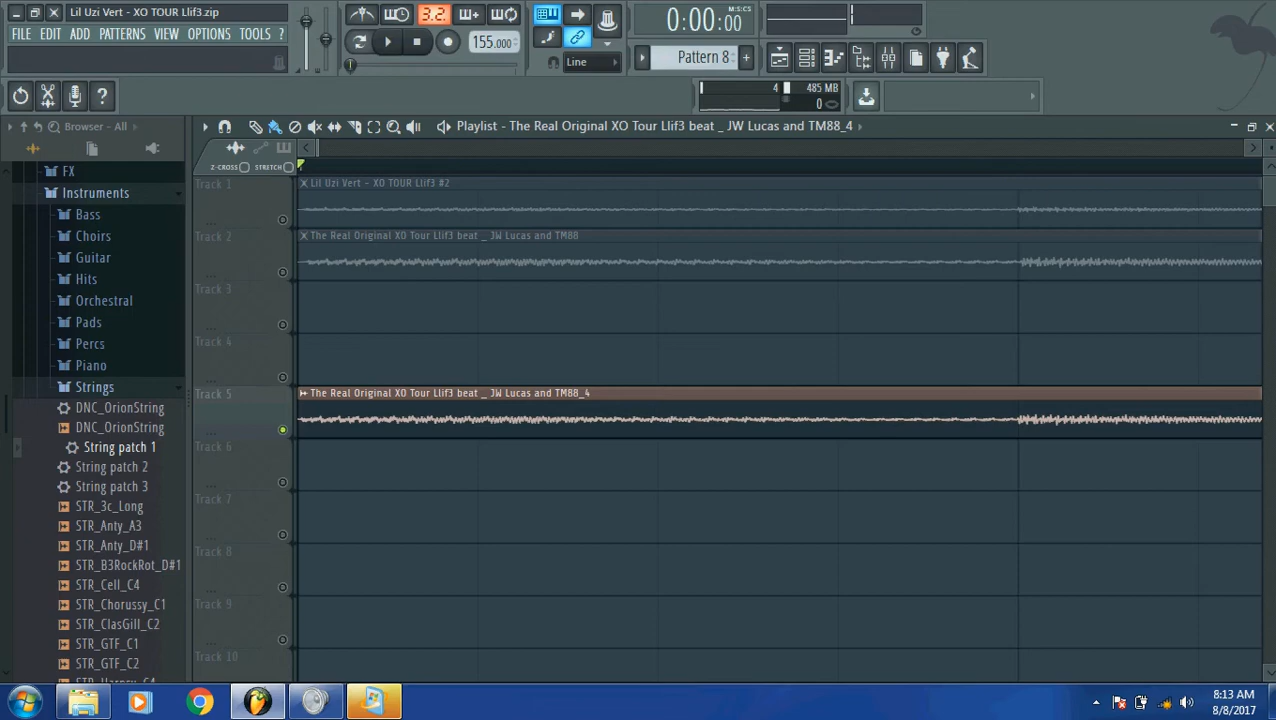 Lil Uzi Vert - XO TOUR Llif3.zip
FILE EDIT ADD PATTERNS VIEW OPTIONS TOOLS ?
3.2
155.000
0:00:00
M:S:CS
Line
Pattern 8
4
485 MB
0
Browser - All
Playlist - The Real Original XO Tour Llif3 beat _ JW Lucas and TM88_4
Z-CROSS STRETCH
FX
Instruments
Bass
Choirs
Guitar
Hits
Orchestral
Pads
Percs
Piano
Strings
DNC_OrionString
DNC_OrionString
String patch 1
String patch 2
String patch 3
STR_3c_Long
STR_Anty_A3
STR_Anty_D#1
STR_B3RockRot_D#1
STR_Cell_C4
STR_Chorussy_C1
STR_ClasGill_C2
STR_GTF_C1
STR_GTF_C2
Track 1
Lil Uzi Vert - XO TOUR Llif3 #2
Track 2
The Real Original XO Tour Llif3 beat _ JW Lucas and TM88
Track 3
Track 4
Track 5
The Real Original XO Tour Llif3 beat _ JW Lucas and TM88_4
Track 6
Track 7
Track 8
Track 9
Track 10
8:13 AM
8/8/2017